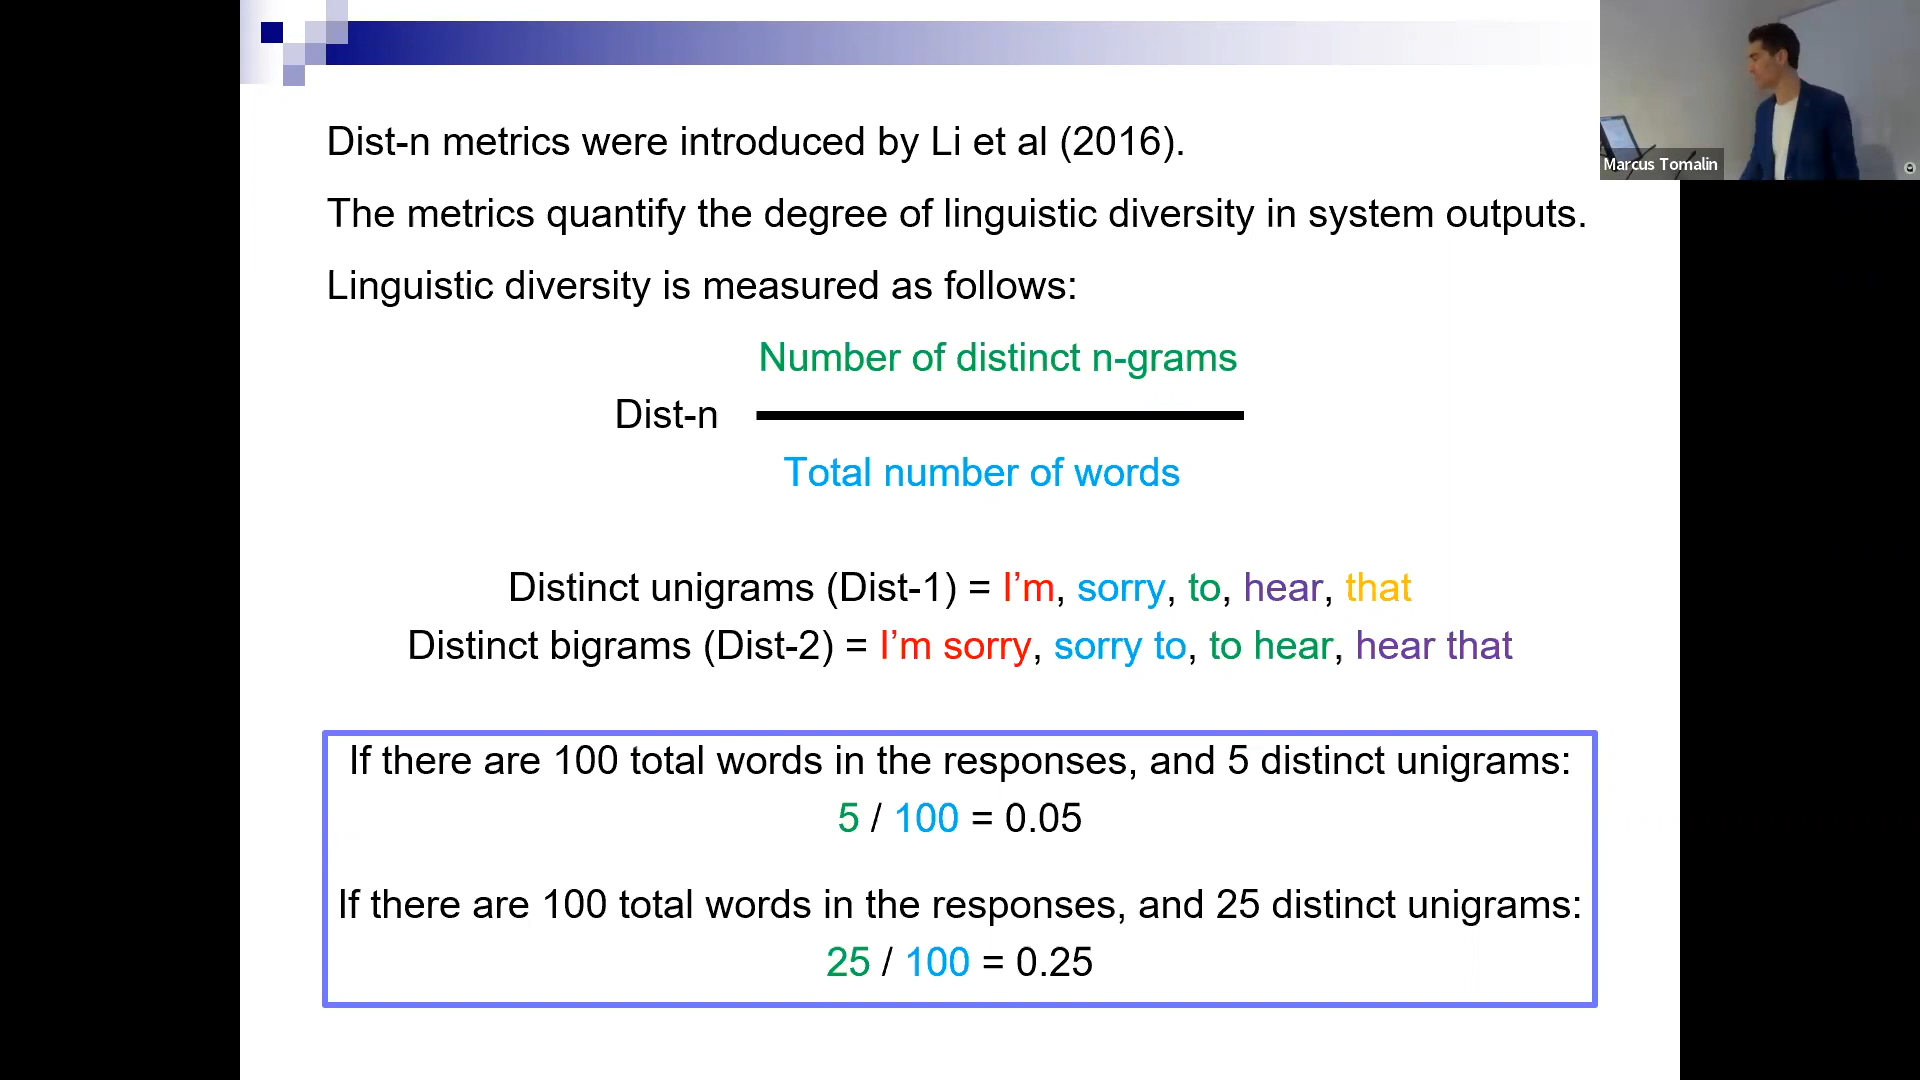 Dist-n metrics were introduced by Li et al (2016).
The metrics quantify the degree of linguistic diversity in system outputs.
Linguistic diversity is measured as follows:
Number of distinct n-grams
Dist-n
Total number of words
Distinct unigrams (Dist-1) = I’m, sorry, to, hear, that
Distinct bigrams (Dist-2) = I’m sorry, sorry to, to hear, hear that
If there are 100 total words in the responses, and 5 distinct unigrams:
5 / 100 = 0.05
If there are 100 total words in the responses, and 25 distinct unigrams:
25 / 100 = 0.25
Marcus Tomalin